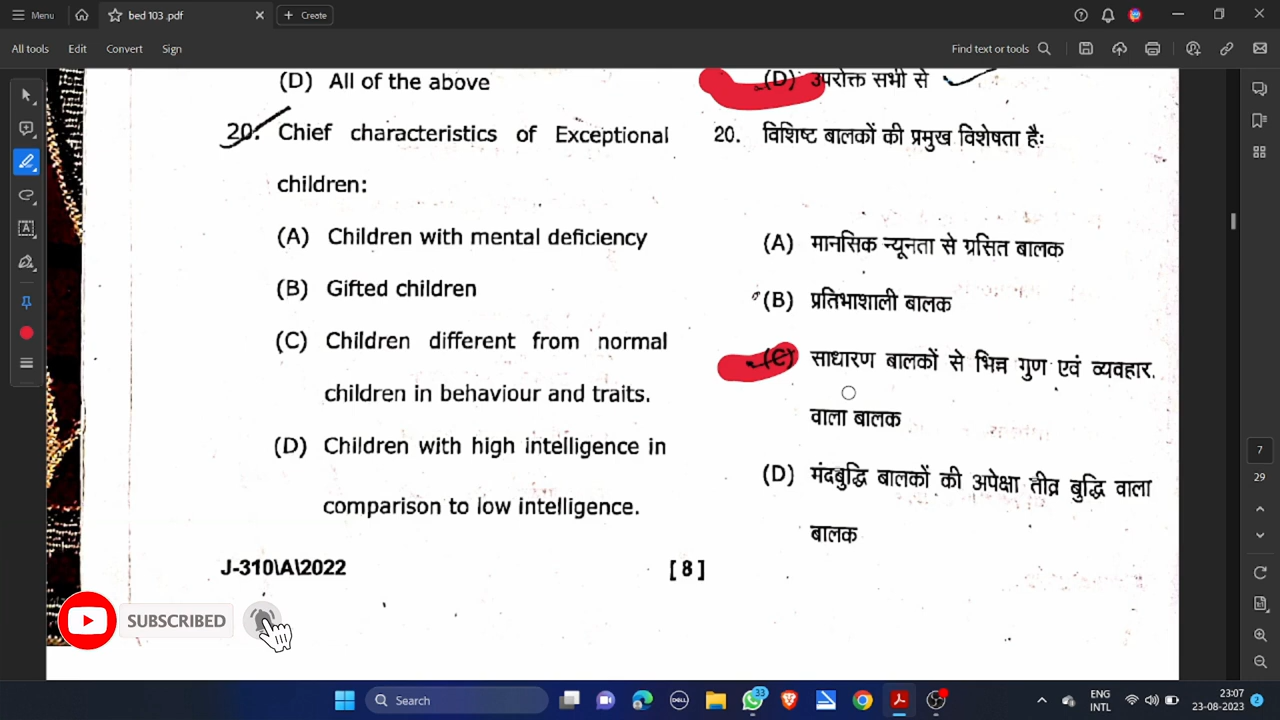 Menu
bed 103 .pdf
Create
All tools
Edit
Convert
Sign
Find text or tools
(D) All of the above
20. Chief characteristics of Exceptional
children:
(A) Children with mental deficiency
(B) Gifted children
(C) Children different from normal
children in behaviour and traits.
(D) Children with high intelligence in
comparison to low intelligence.
(D) उपरोक्त सभी से
20. विशिष्ट बालकों की प्रमुख विशेषता है:
(A) मानसिक न्यूनता से ग्रसित बालक
(B) प्रतिभाशाली बालक
(C) साधारण बालकों से भिन्न गुण एवं व्यवहार
वाला बालक
(D) मंदबुद्धि बालकों की अपेक्षा तीव्र बुद्धि वाला
बालक
J-310\A\2022
[ 8 ]
SUBSCRIBED
7
29
Search
DELL
33
ENG
INTL
23:07
23-08-2023
2